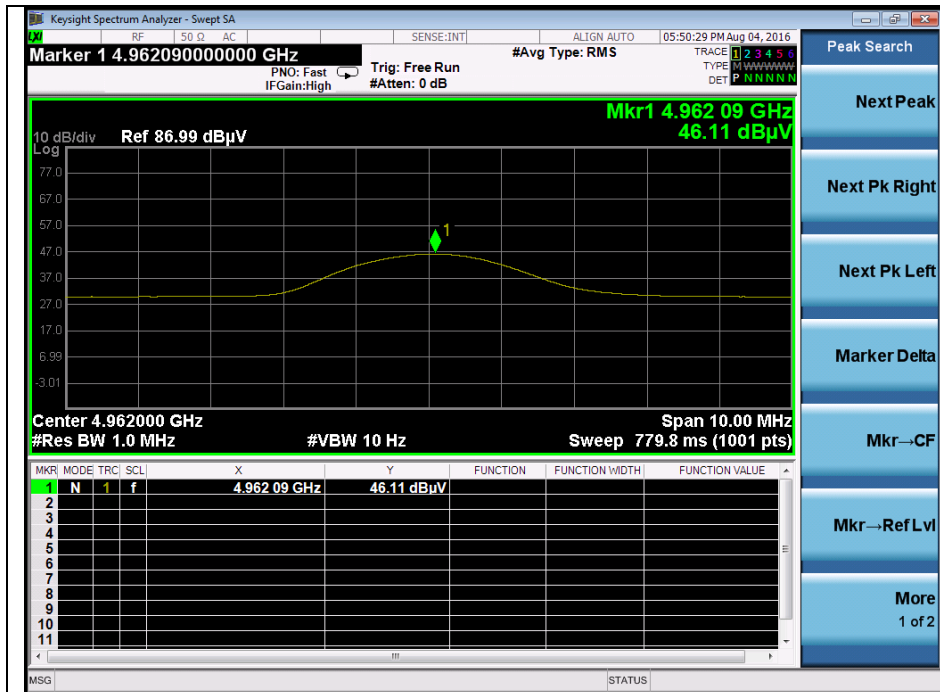 Keysight Spectrum Analyzer - Swept SA
LXI RF 50 Ω AC SENSE:INT ALIGN AUTO 05:50:29 PM Aug 04, 2016
Marker 1 4.962090000000 GHz
PNO: Fast
IFGain:High
Trig: Free Run
#Atten: 0 dB
#Avg Type: RMS
TRACE 1 2 3 4 5 6
TYPE M WWWWW
DET P N N N N N
Mkr1 4.962 09 GHz
46.11 dBµV
10 dB/div Ref 86.99 dBµV
Log
77.0
67.0
57.0
47.0
37.0
27.0
17.0
6.99
-3.01
1
Center 4.962000 GHz Span 10.00 MHz
#Res BW 1.0 MHz #VBW 10 Hz Sweep 779.8 ms (1001 pts)
MKR MODE TRC SCL X Y FUNCTION FUNCTION WIDTH FUNCTION VALUE
1 N 1 f 4.962 09 GHz 46.11 dBµV
2
3
4
5
6
7
8
9
10
11
MSG STATUS
Peak Search
Next Peak
Next Pk Right
Next Pk Left
Marker Delta
Mkr→CF
Mkr→Ref Lvl
More
1 of 2